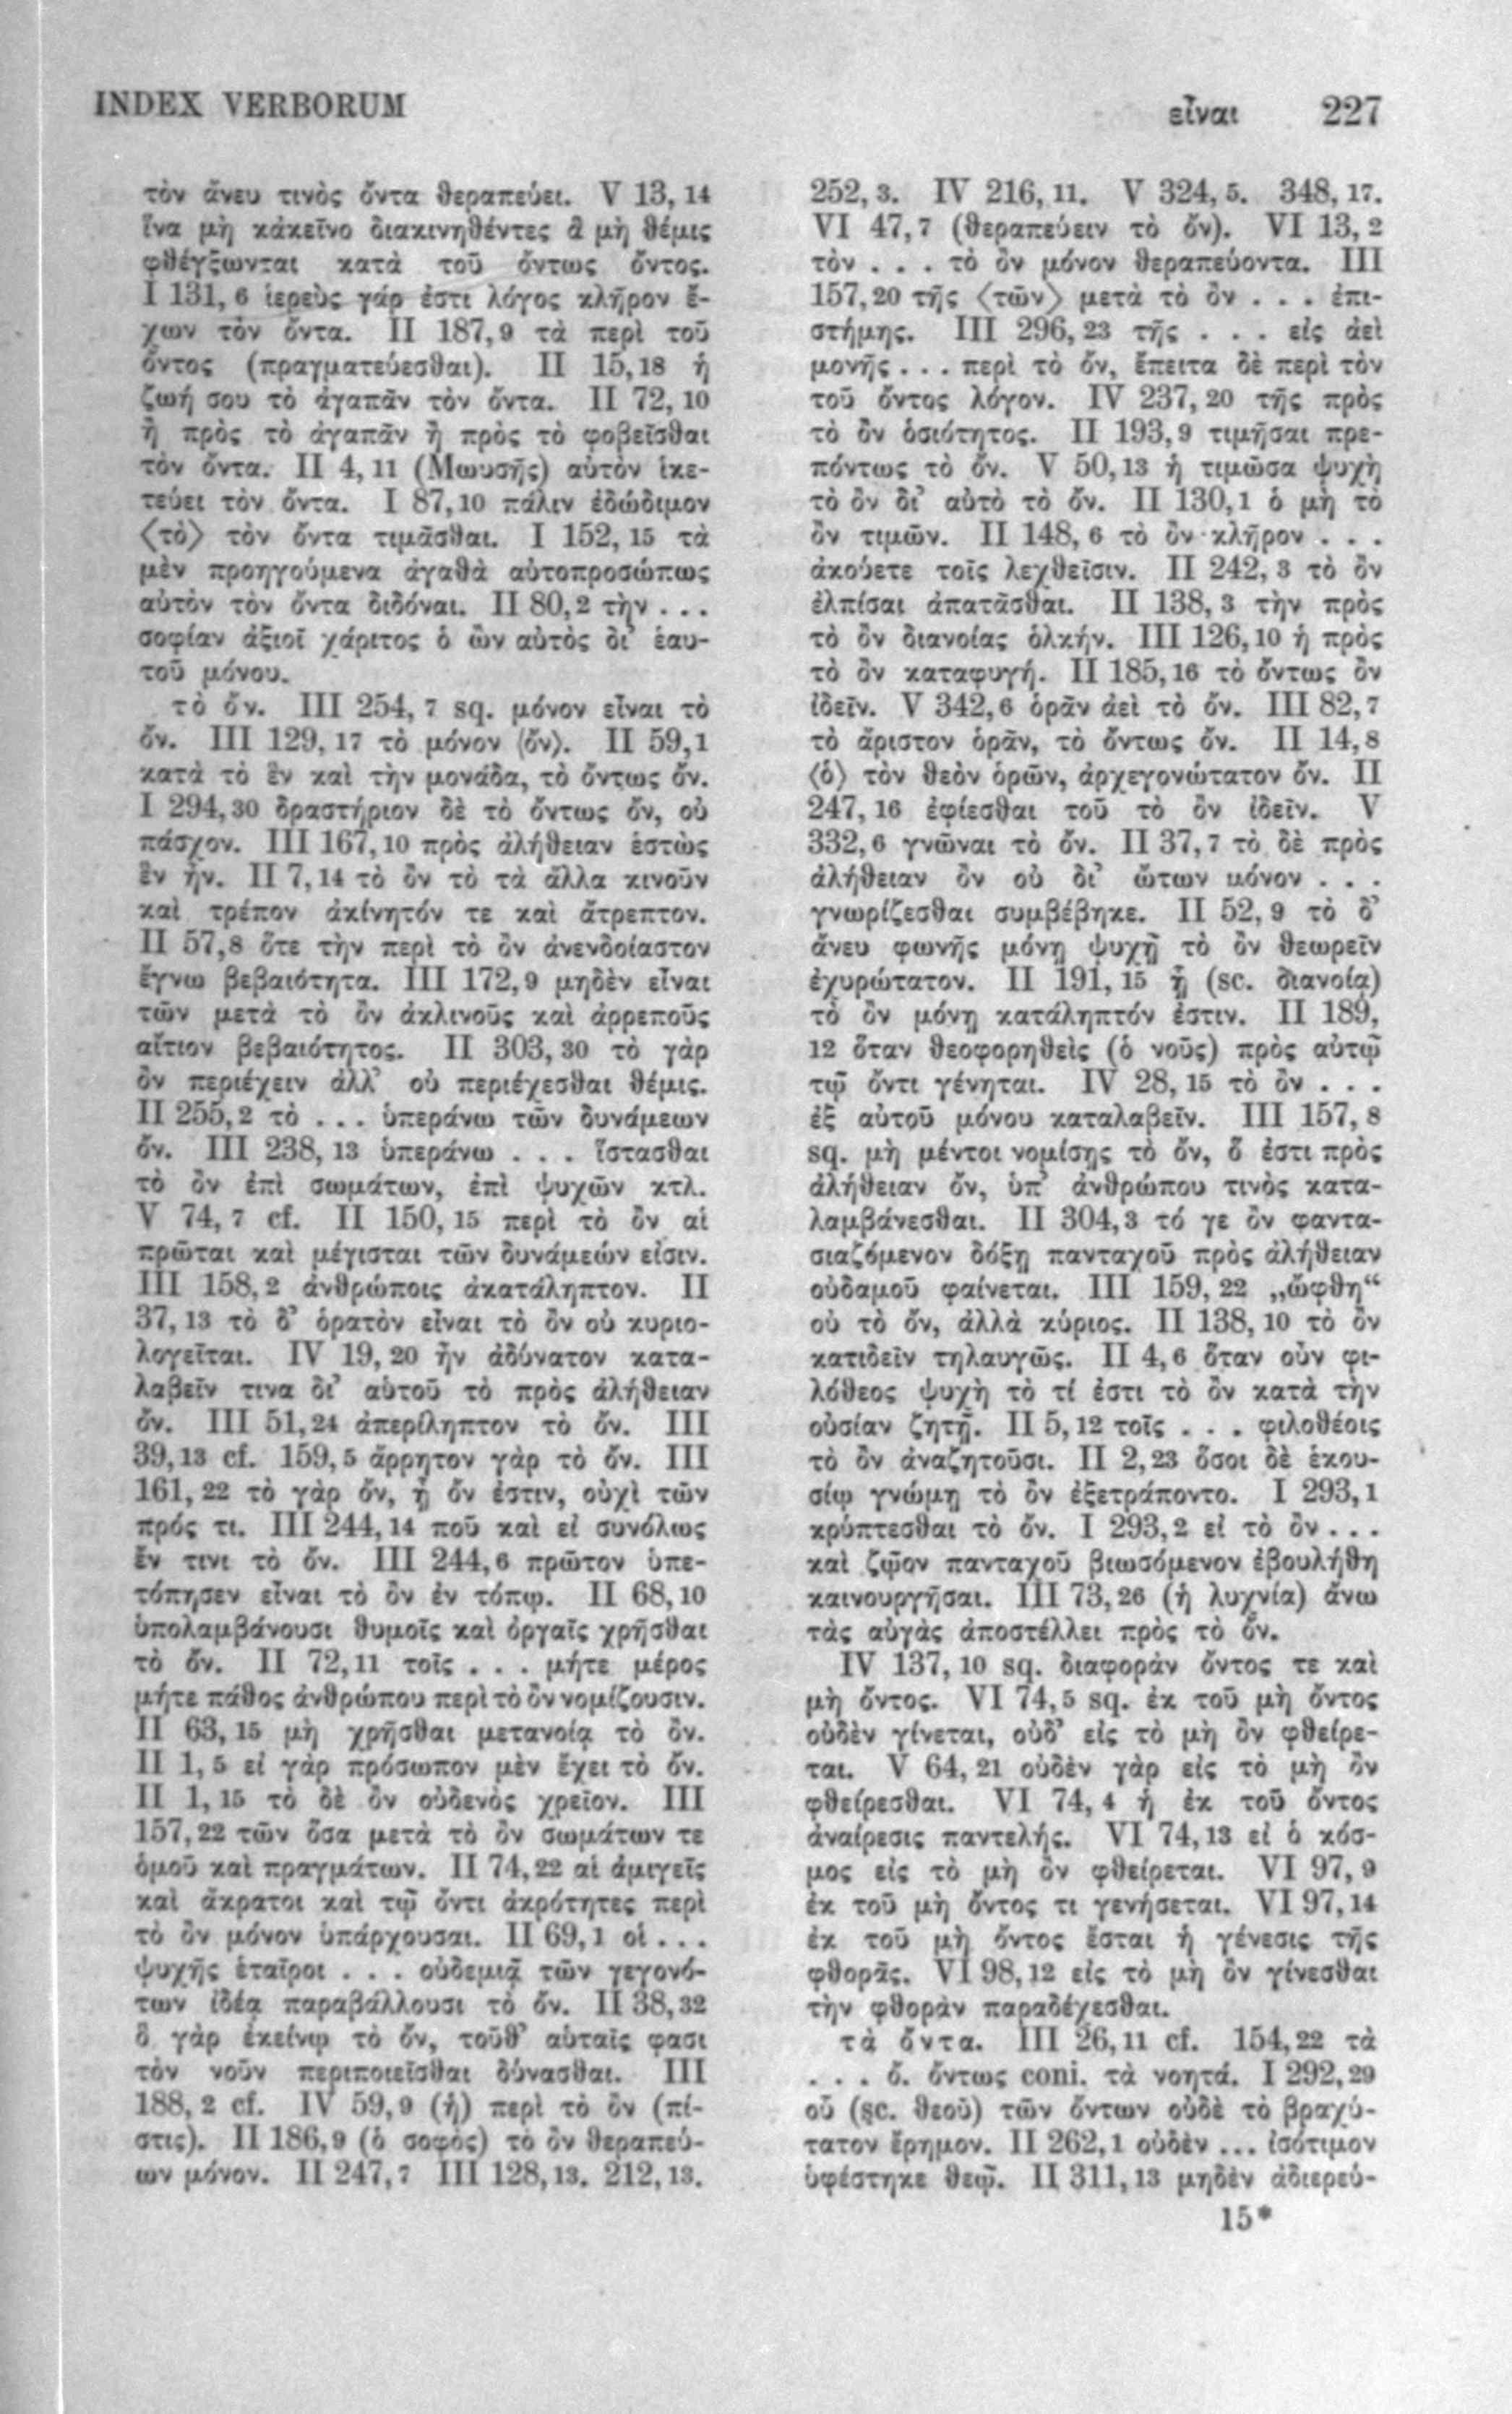 INDEX VERBORUM
εἶναι 227
τὸν ἄνευ τινὸς ὄντα θεραπεύει. V 13, 14
ἵνα μὴ κἀκεῖνο διακινηθέντες ἃ μὴ θέμις
φθέγξωνται κατὰ τοῦ ὄντως ὄντος.
I 131, 6 ἱερεὺς γάρ ἐστι λόγος κλῆρον ἔ-
χων τὸν ὄντα. II 187, 9 τὰ περὶ τοῦ
ὄντος (πραγματεύεσθαι). II 15, 18 ἡ
ζωή σου τὸ ἀγαπᾶν τὸν ὄντα. II 72, 10
ἢ πρὸς τὸ ἀγαπᾶν ἢ πρὸς τὸ φοβεῖσθαι
τὸν ὄντα. II 4, 11 (Μωυσῆς) αὐτὸν ἱκε-
τεύει τὸν ὄντα. I 87, 10 πάλιν ἐδώδιμον
⟨τὸ⟩ τὸν ὄντα τιμᾶσθαι. I 152, 15 τὰ
μὲν προηγούμενα ἀγαθὰ αὐτοπροσώπως
αὐτὸν τὸν ὄντα διδόναι. II 80, 2 τὴν . . .
σοφίαν ἀξιοῖ χάριτος ὁ ὢν αὐτὸς δι’ ἑαυ-
τοῦ μόνου.
τὸ ὄν. III 254, 7 sq. μόνον εἶναι τὸ
ὄν. III 129, 17 τὸ μόνον (ὄν). II 59, 1
κατὰ τὸ ἓν καὶ τὴν μονάδα, τὸ ὄντως ὄν.
I 294, 30 δραστήριον δὲ τὸ ὄντως ὄν, οὐ
πάσχον. III 167, 10 πρὸς ἀλήθειαν ἑστὼς
ἓν ἦν. II 7, 14 τὸ ὂν τὸ τὰ ἄλλα κινοῦν
καὶ τρέπον ἀκίνητόν τε καὶ ἄτρεπτον.
II 57, 8 ὅτε τὴν περὶ τὸ ὂν ἀνενδοίαστον
ἔγνω βεβαιότητα. III 172, 9 μηδὲν εἶναι
τῶν μετὰ τὸ ὂν ἀκλινοῦς καὶ ἀρρεποῦς
αἴτιον βεβαιότητος. II 303, 30 τὸ γὰρ
ὂν περιέχειν ἀλλ’ οὐ περιέχεσθαι θέμις.
II 255, 2 τὸ . . . ὑπεράνω τῶν δυνάμεων
ὄν. III 238, 13 ὑπεράνω . . . ἵστασθαι
τὸ ὂν ἐπὶ σωμάτων, ἐπὶ ψυχῶν κτλ.
V 74, 7 cf. II 150, 15 περὶ τὸ ὂν αἱ
πρῶται καὶ μέγισται τῶν δυνάμεών εἰσιν.
III 158, 2 ἀνθρώποις ἀκατάληπτον. II
37, 13 τὸ δ’ ὁρατὸν εἶναι τὸ ὂν οὐ κυριο-
λογεῖται. IV 19, 20 ἦν ἀδύνατον κατα-
λαβεῖν τινα δι’ αὑτοῦ τὸ πρὸς ἀλήθειαν
ὄν. III 51, 24 ἀπερίληπτον τὸ ὄν. III
39, 13 cf. 159, 5 ἄρρητον γὰρ τὸ ὄν. III
161, 22 τὸ γὰρ ὄν, ᾗ ὄν ἐστιν, οὐχὶ τῶν
πρός τι. III 244, 14 ποῦ καὶ εἰ συνόλως
ἔν τινι τὸ ὄν. III 244, 6 πρῶτον ὑπε-
τόπησεν εἶναι τὸ ὂν ἐν τόπῳ. II 68, 10
ὑπολαμβάνουσι θυμοῖς καὶ ὀργαῖς χρῆσθαι
τὸ ὄν. II 72, 11 τοῖς . . . μήτε μέρος
μήτε πάθος ἀνθρώπου περὶ τὸ ὂν νομίζουσιν.
II 63, 15 μὴ χρῆσθαι μετανοίᾳ τὸ ὄν.
II 1, 5 εἰ γὰρ πρόσωπον μὲν ἔχει τὸ ὄν.
II 1, 15 τὸ δὲ ὂν οὐδενὸς χρεῖον. III
157, 22 τῶν ὅσα μετὰ τὸ ὂν σωμάτων τε
ὁμοῦ καὶ πραγμάτων. II 74, 22 αἱ ἀμιγεῖς
καὶ ἄκρατοι καὶ τῷ ὄντι ἀκρότητες περὶ
τὸ ὂν μόνον ὑπάρχουσαι. II 69, 1 οἱ . . .
ψυχῆς ἑταῖροι . . . οὐδεμιᾷ τῶν γεγονό-
των ἰδέᾳ παραβάλλουσι τὸ ὄν. II 38, 32
ὃ γὰρ ἐκείνῳ τὸ ὄν, τοῦθ’ αὑταῖς φασι
τὸν νοῦν περιποιεῖσθαι δύνασθαι. III
188, 2 cf. IV 59, 9 (ἡ) περὶ τὸ ὂν (πί-
στις). II 186, 9 (ὁ σοφὸς) τὸ ὂν θεραπεύ-
ων μόνον. II 247, 7 III 128, 13. 212, 13.
252, 3. IV 216, 11. V 324, 5. 348, 17.
VI 47, 7 (θεραπεύειν τὸ ὄν). VI 13, 2
τὸν . . . τὸ ὂν μόνον θεραπεύοντα. III
157, 20 τῆς ⟨τῶν⟩ μετὰ τὸ ὂν . . . ἐπι-
στήμης. III 296, 23 τῆς . . . εἰς ἀεὶ
μονῆς . . . περὶ τὸ ὄν, ἔπειτα δὲ περὶ τὸν
τοῦ ὄντος λόγον. IV 237, 20 τῆς πρὸς
τὸ ὂν ὁσιότητος. II 193, 9 τιμῆσαι πρε-
πόντως τὸ ὄν. V 50, 13 ἡ τιμῶσα ψυχὴ
τὸ ὂν δι’ αὐτὸ τὸ ὄν. II 130, 1 ὁ μὴ τὸ
ὂν τιμῶν. II 148, 6 τὸ ὂν κλῆρον . . .
ἀκούετε τοῖς λεχθεῖσιν. II 242, 3 τὸ ὂν
ἐλπίσαι ἀπατᾶσθαι. II 138, 3 τὴν πρὸς
τὸ ὂν διανοίας ὁλκήν. III 126, 10 ἡ πρὸς
τὸ ὂν καταφυγή. II 185, 16 τὸ ὄντως ὂν
ἰδεῖν. V 342, 6 ὁρᾶν ἀεὶ τὸ ὄν. III 82, 7
τὸ ἄριστον ὁρᾶν, τὸ ὄντως ὄν. II 14, 8
⟨ὁ⟩ τὸν θεὸν ὁρῶν, ἀρχεγονώτατον ὄν. II
247, 16 ἐφίεσθαι τοῦ τὸ ὂν ἰδεῖν. V
332, 6 γνῶναι τὸ ὄν. II 37, 7 τὸ δὲ πρὸς
ἀλήθειαν ὂν οὐ δι’ ὤτων μόνον . . .
γνωρίζεσθαι συμβέβηκε. II 52, 9 τὸ δ’
ἄνευ φωνῆς μόνῃ ψυχῇ τὸ ὂν θεωρεῖν
ἐχυρώτατον. II 191, 15 ᾗ (sc. διανοίᾳ)
τὸ ὂν μόνῃ κατάληπτόν ἐστιν. II 189,
12 ὅταν θεοφορηθεὶς (ὁ νοῦς) πρὸς αὐτῷ
τῷ ὄντι γένηται. IV 28, 15 τὸ ὂν . . .
ἐξ αὐτοῦ μόνου καταλαβεῖν. III 157, 8
sq. μὴ μέντοι νομίσῃς τὸ ὄν, ὅ ἐστι πρὸς
ἀλήθειαν ὄν, ὑπ’ ἀνθρώπου τινὸς κατα-
λαμβάνεσθαι. II 304, 3 τό γε ὂν φαντα-
σιαζόμενον δόξῃ πανταχοῦ πρὸς ἀλήθειαν
οὐδαμοῦ φαίνεται. III 159, 22 „ὤφθη“
οὐ τὸ ὄν, ἀλλὰ κύριος. II 138, 10 τὸ ὂν
κατιδεῖν τηλαυγῶς. II 4, 6 ὅταν οὖν φι-
λόθεος ψυχὴ τὸ τί ἐστι τὸ ὂν κατὰ τὴν
οὐσίαν ζητῇ. II 5, 12 τοῖς . . . φιλοθέοις
τὸ ὂν ἀναζητοῦσι. II 2, 23 ὅσοι δὲ ἑκου-
σίῳ γνώμῃ τὸ ὂν ἐξετράποντο. I 293, 1
κρύπτεσθαι τὸ ὄν. I 293, 2 εἰ τὸ ὂν . . .
καὶ ζῷον πανταχοῦ βιωσόμενον ἐβουλήθη
καινουργῆσαι. III 73, 26 (ἡ λυχνία) ἄνω
τὰς αὐγὰς ἀποστέλλει πρὸς τὸ ὄν.
IV 137, 10 sq. διαφορὰν ὄντος τε καὶ
μὴ ὄντος. VI 74, 5 sq. ἐκ τοῦ μὴ ὄντος
οὐδὲν γίνεται, οὐδ’ εἰς τὸ μὴ ὂν φθείρε-
ται. V 64, 21 οὐδὲν γὰρ εἰς τὸ μὴ ὂν
φθείρεσθαι. VI 74, 4 ἡ ἐκ τοῦ ὄντος
ἀναίρεσις παντελής. VI 74, 13 εἰ ὁ κόσ-
μος εἰς τὸ μὴ ὂν φθείρεται. VI 97, 9
ἐκ τοῦ μὴ ὄντος τι γενήσεται. VI 97, 14
ἐκ τοῦ μὴ ὄντος ἔσται ἡ γένεσις τῆς
φθορᾶς. VI 98, 12 εἰς τὸ μὴ ὂν γίνεσθαι
τὴν φθορὰν παραδέχεσθαι.
τὰ ὄντα. III 26, 11 cf. 154, 22 τὰ
. . . ὄ. ὄντως coni. τὰ νοητά. I 292, 29
οὗ (sc. θεοῦ) τῶν ὄντων οὐδὲ τὸ βραχύ-
τατον ἔρημον. II 262, 1 οὐδὲν ... ἰσότιμον
ὑφέστηκε θεῷ. II 311, 13 μηδὲν ἀδιερεύ-
15*